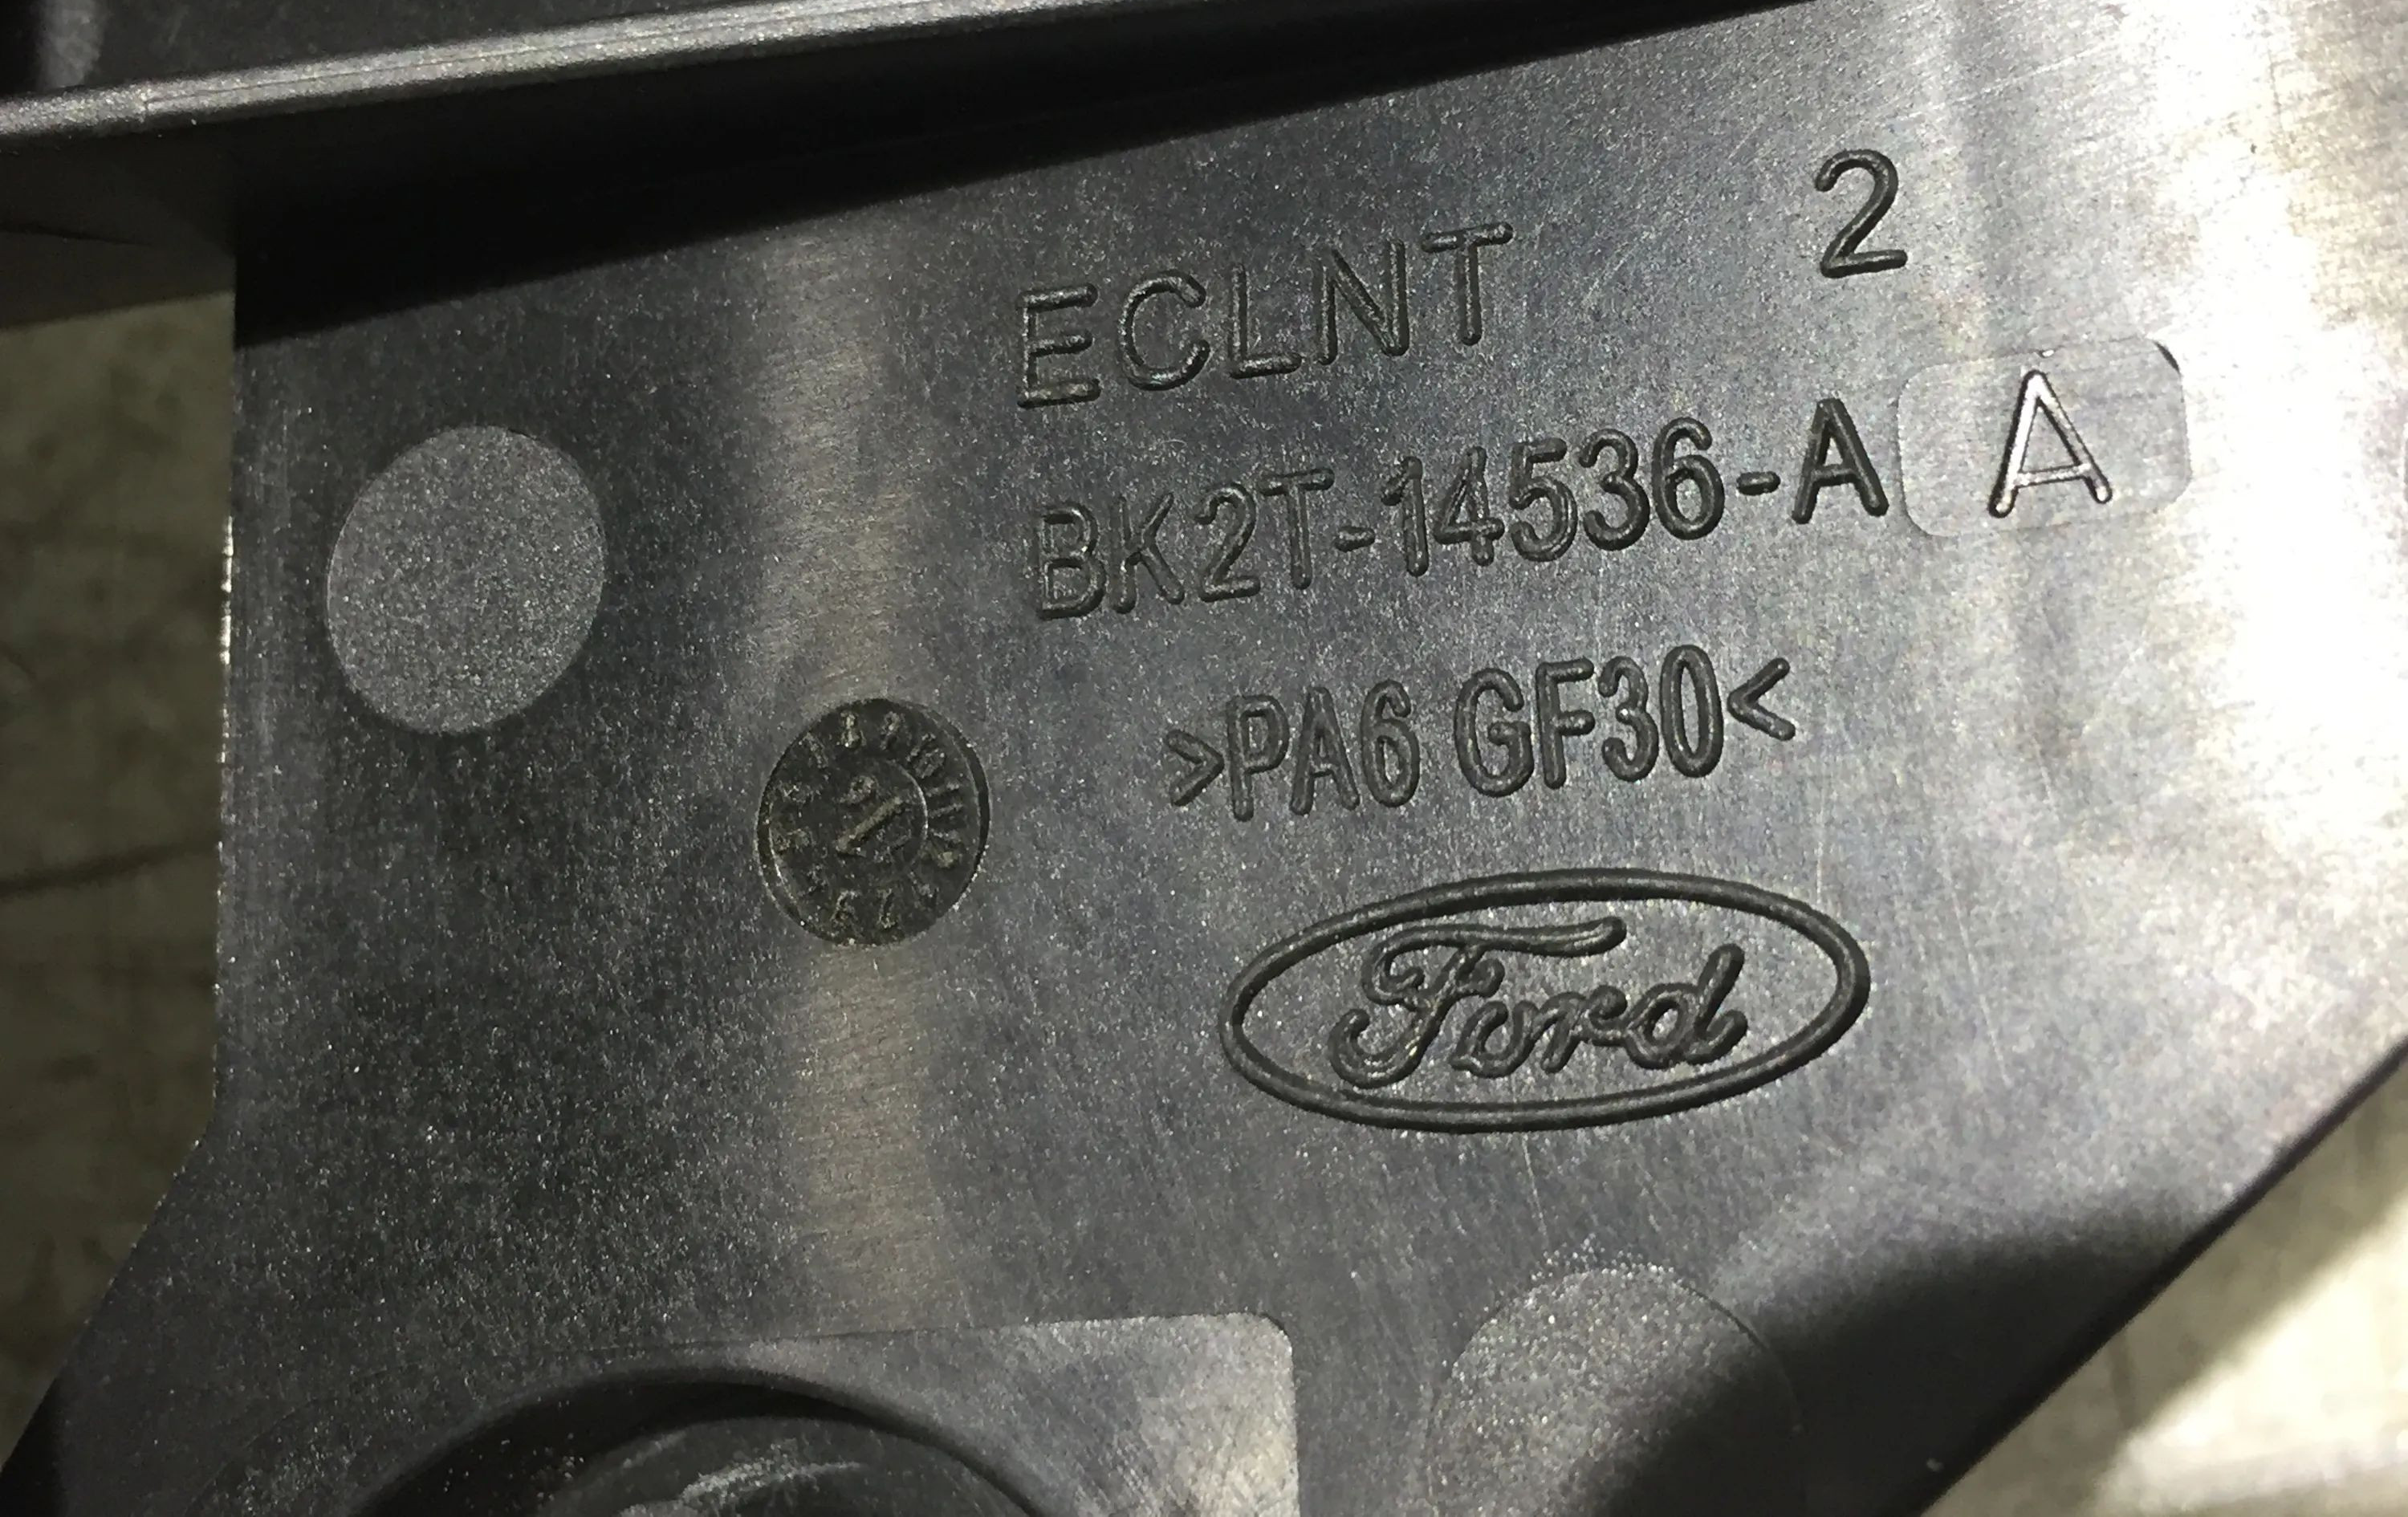 ECLNT 2
BK2T-14536-A A
>PA6 GF30<
Ford